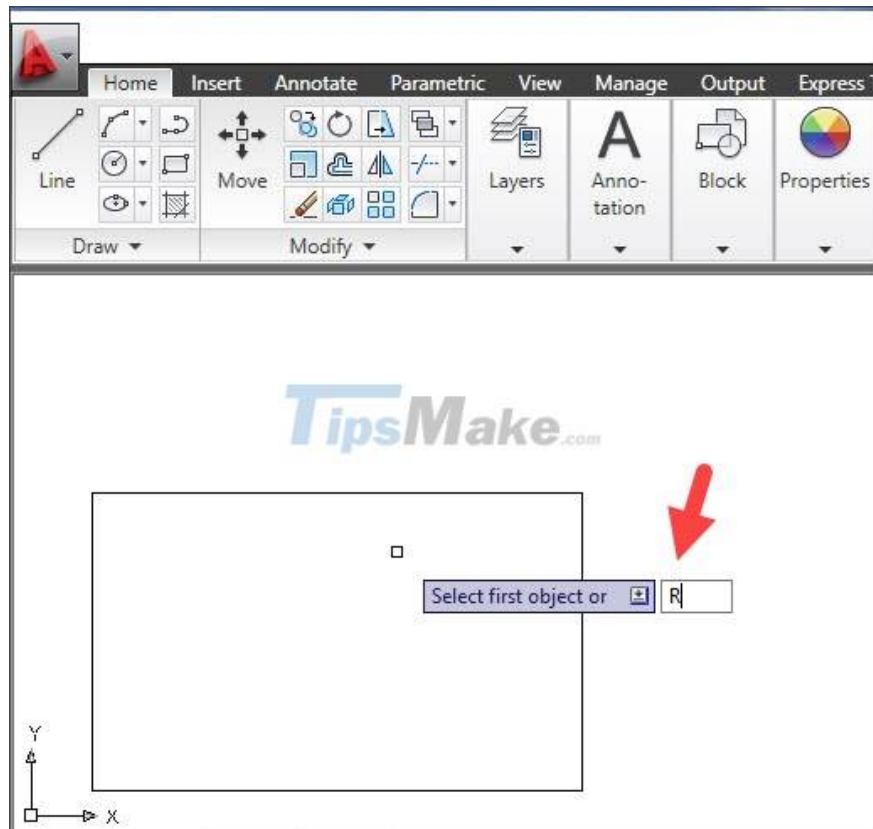 Home Insert Annotate Parametric View Manage Output Express
Line
Move
Layers
Anno-
tation
Block
Properties
Draw
Modify
TipsMake.com
Select first object or R
Y
X